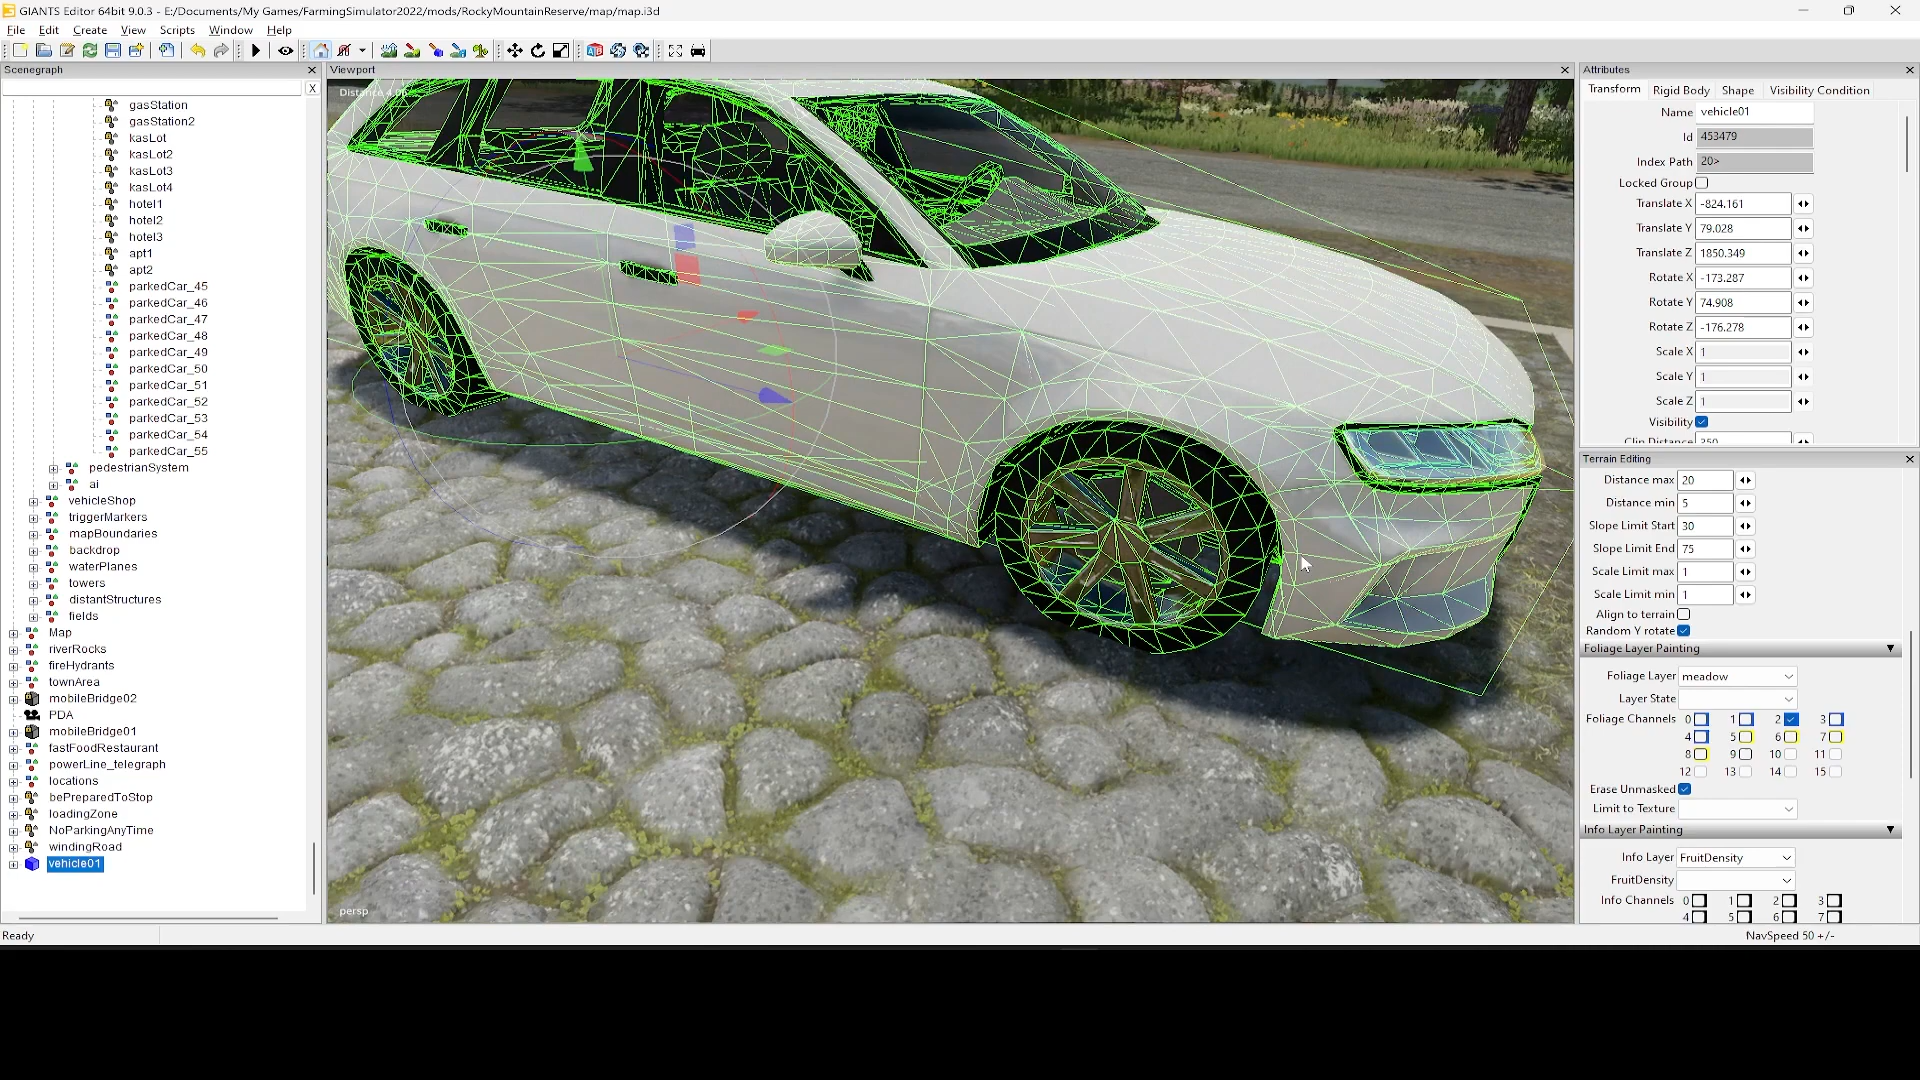 GIANTS Editor 64bit 9.0.3 - E:/Documents/My Games/FarmingSimulator2022/mods/RockyMountainReserve/map/map.i3d
File Edit Create View Scripts Window Help
Scenegraph
X
gasStation
gasStation2
kasLot
kasLot2
kasLot3
kasLot4
hotel1
hotel2
hotel3
apt1
apt2
parkedCar_45
parkedCar_46
parkedCar_47
parkedCar_48
parkedCar_49
parkedCar_50
parkedCar_51
parkedCar_52
parkedCar_53
parkedCar_54
parkedCar_55
pedestrianSystem
ai
vehicleShop
triggerMarkers
mapBoundaries
backdrop
waterPlanes
towers
distantStructures
fields
Map
riverRocks
fireHydrants
townArea
mobileBridge02
PDA
mobileBridge01
fastFoodRestaurant
powerLine_telegraph
locations
bePreparedToStop
loadingZone
NoParkingAnyTime
windingRoad
vehicle01
Ready
Viewport
Distance
persp
Attributes
Transform Rigid Body Shape Visibility Condition
Name vehicle01
Id 453479
Index Path 20>
Locked Group
Translate X -824.161
Translate Y 79.028
Translate Z 1850.349
Rotate X -173.287
Rotate Y 74.908
Rotate Z -176.278
Scale X 1
Scale Y 1
Scale Z 1
Visibility
Clip Distance 350
Terrain Editing
Distance max 20
Distance min 5
Slope Limit Start 30
Slope Limit End 75
Scale Limit max 1
Scale Limit min 1
Align to terrain
Random Y rotate
Foliage Layer Painting
Foliage Layer meadow
Layer State
Foliage Channels 0 1 2 3
4 5 6 7
8 9 10 11
12 13 14 15
Erase Unmasked
Limit to Texture
Info Layer Painting
Info Layer FruitDensity
FruitDensity
Info Channels 0 1 2 3
4 5 6 7
NavSpeed 50 +/-